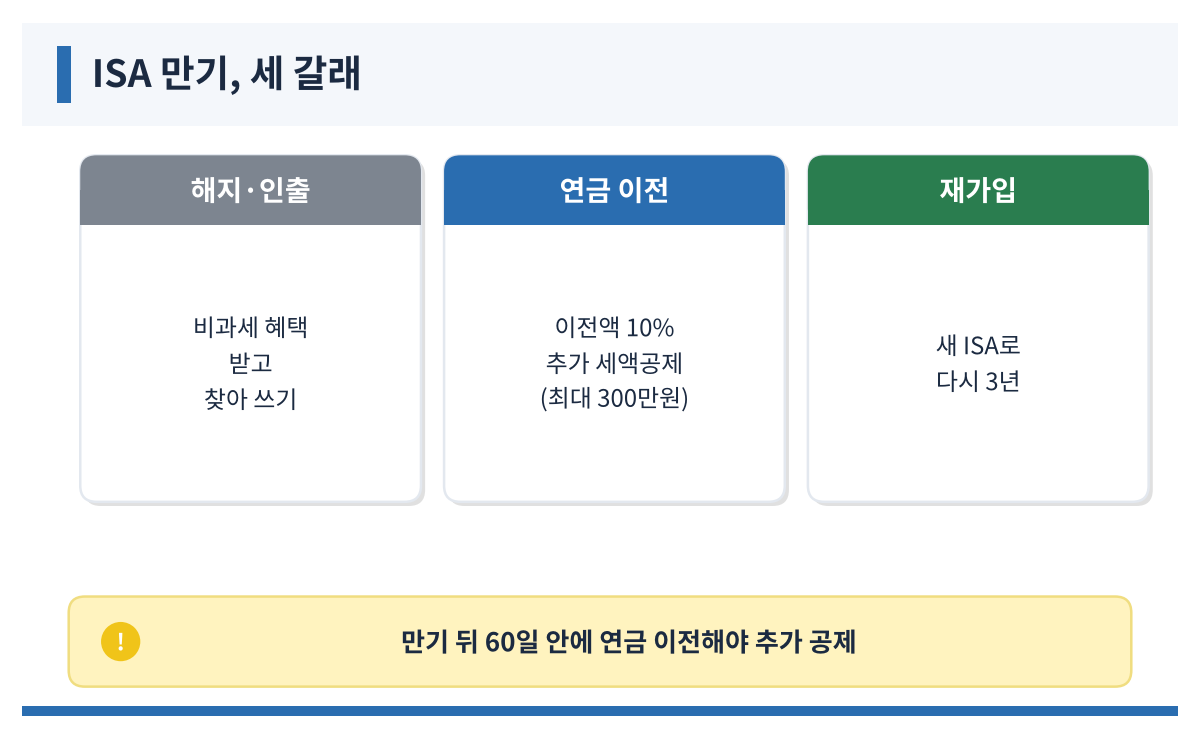 ISA 만기, 세 갈래
해지·인출
비과세 혜택
받고
찾아 쓰기
연금 이전
이전액 10%
추가 세액공제
(최대 300만원)
재가입
새 ISA로
다시 3년
!
만기 뒤 60일 안에 연금 이전해야 추가 공제